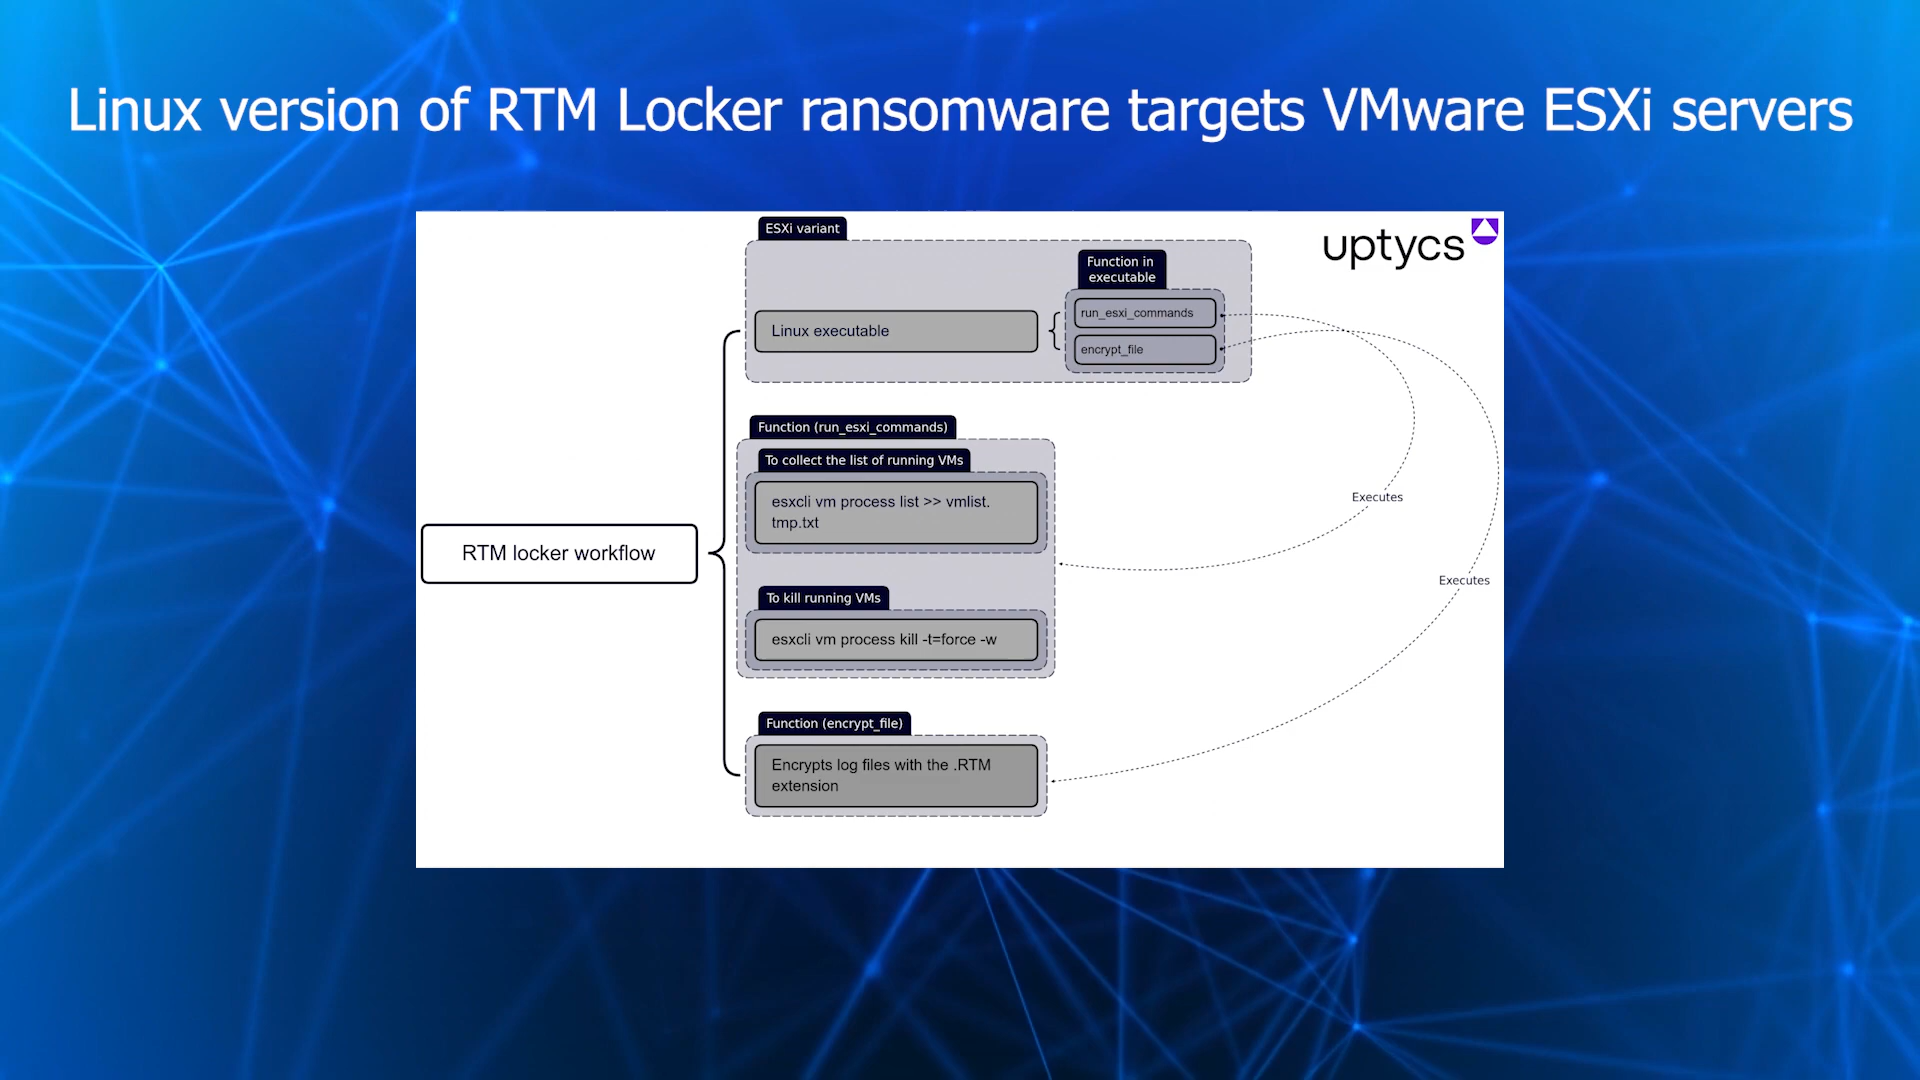 Linux version of RTM Locker ransomware targets VMware ESXi servers
uptycs
ESXi variant
Function in
executable
run_esxi_commands
Linux executable
encrypt_file
Function (run_esxi_commands)
To collect the list of running VMs
esxcli vm process list >> vmlist.
tmp.txt
Executes
RTM locker workflow
Executes
To kill running VMs
esxcli vm process kill -t=force -w
Function (encrypt_file)
Encrypts log files with the .RTM
extension